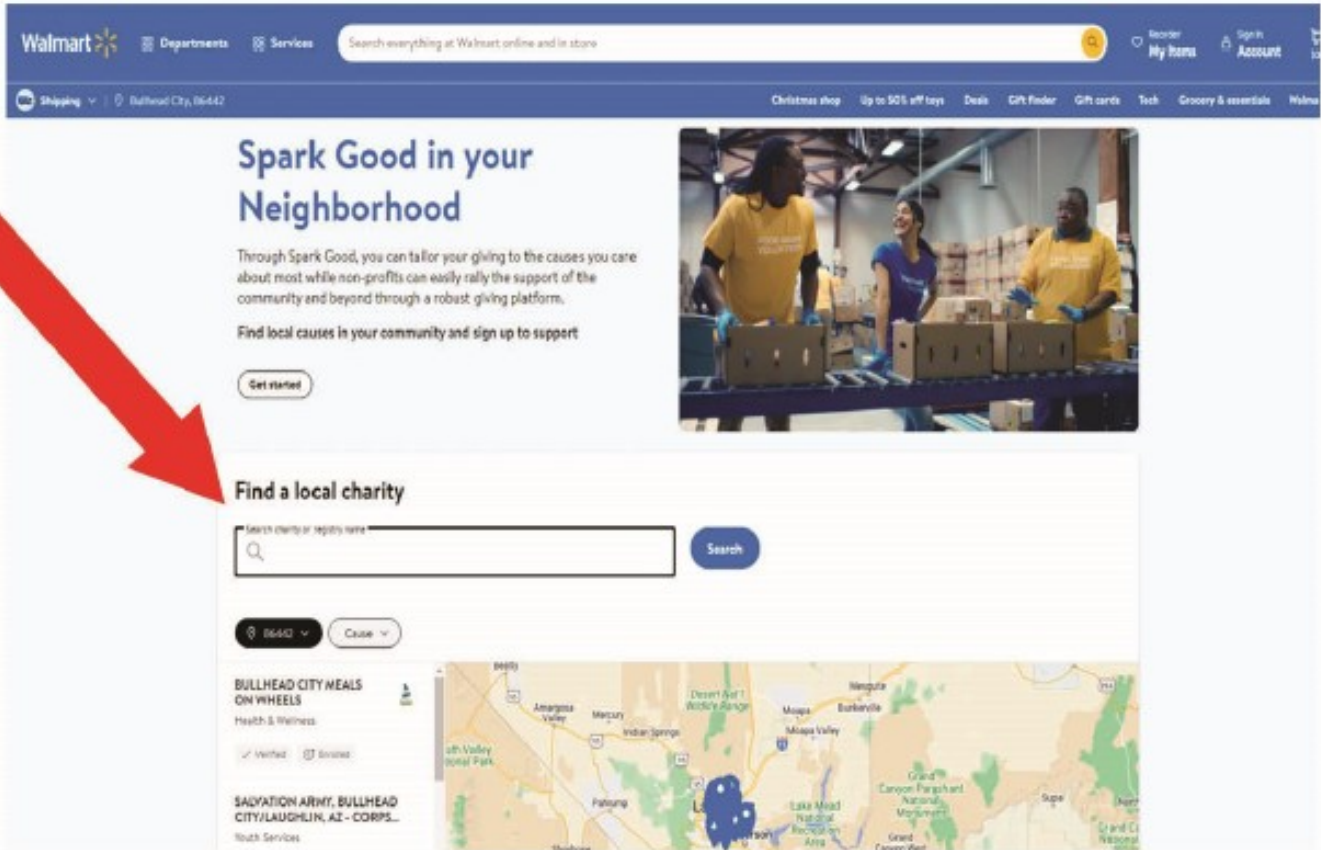 Walmart
Departments
Services
Search everything at Walmart online and in store
Reorder
My Items
Sign In
Account
Shipping
Bullhead City, 86442
Christmas shop
Up to 50% off toys
Deals
Gift Finder
Gift cards
Tech
Grocery & essentials
Spark Good in your
Neighborhood
Through Spark Good, you can tailor your giving to the causes you care
about most while non-profits can easily rally the support of the
community and beyond through a robust giving platform.
Find local causes in your community and sign up to support
Get started
Find a local charity
Search charity or registry name
Search
86442
Cause
BULLHEAD CITY MEALS
ON WHEELS
Health & Wellness
Verified
Enrolled
SALVATION ARMY, BULLHEAD
CITY/LAUGHLIN, AZ - CORPS...
Youth Services
Beatty
Amargosa
Valley
Mercury
Indian Springs
Desert Nat'l
Wildlife Range
Moapa
Mesquite
Bunkerville
Moapa Valley
Pahrump
Lake Mead
National
Recreation
Area
Grand
Canyon Parashant
National
Monument
Supai
Grand
Canyon West